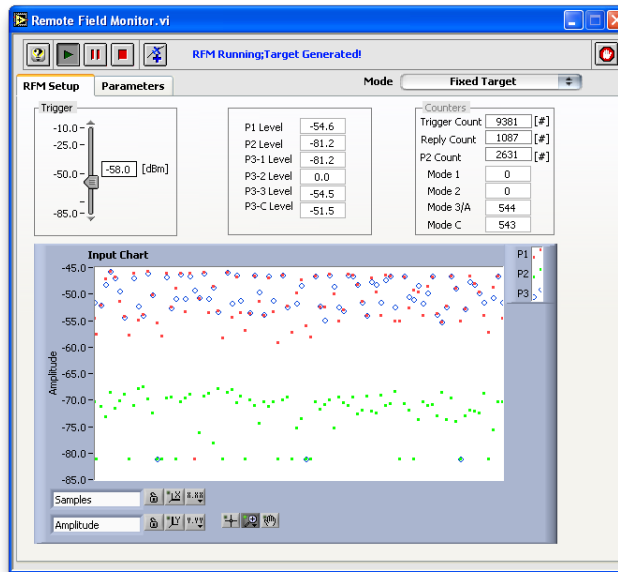 Remote Field Monitor.vi
RFM Running;Target Generated!
RFM Setup Parameters
Mode Fixed Target
Trigger
-10.0
-25.0
-50.0
-85.0
-58.0 [dBm]
P1 Level -54.6
P2 Level -81.2
P3-1 Level -81.2
P3-2 Level 0.0
P3-3 Level -54.5
P3-C Level -51.5
Counters
Trigger Count 9381 [#]
Reply Count 1087 [#]
P2 Count 2631 [#]
Mode 1 0
Mode 2 0
Mode 3/A 544
Mode C 543
Input Chart
P1
P2
P3
Amplitude
-45.0
-50.0
-55.0
-60.0
-65.0
-70.0
-75.0
-80.0
-85.0
Samples
Amplitude